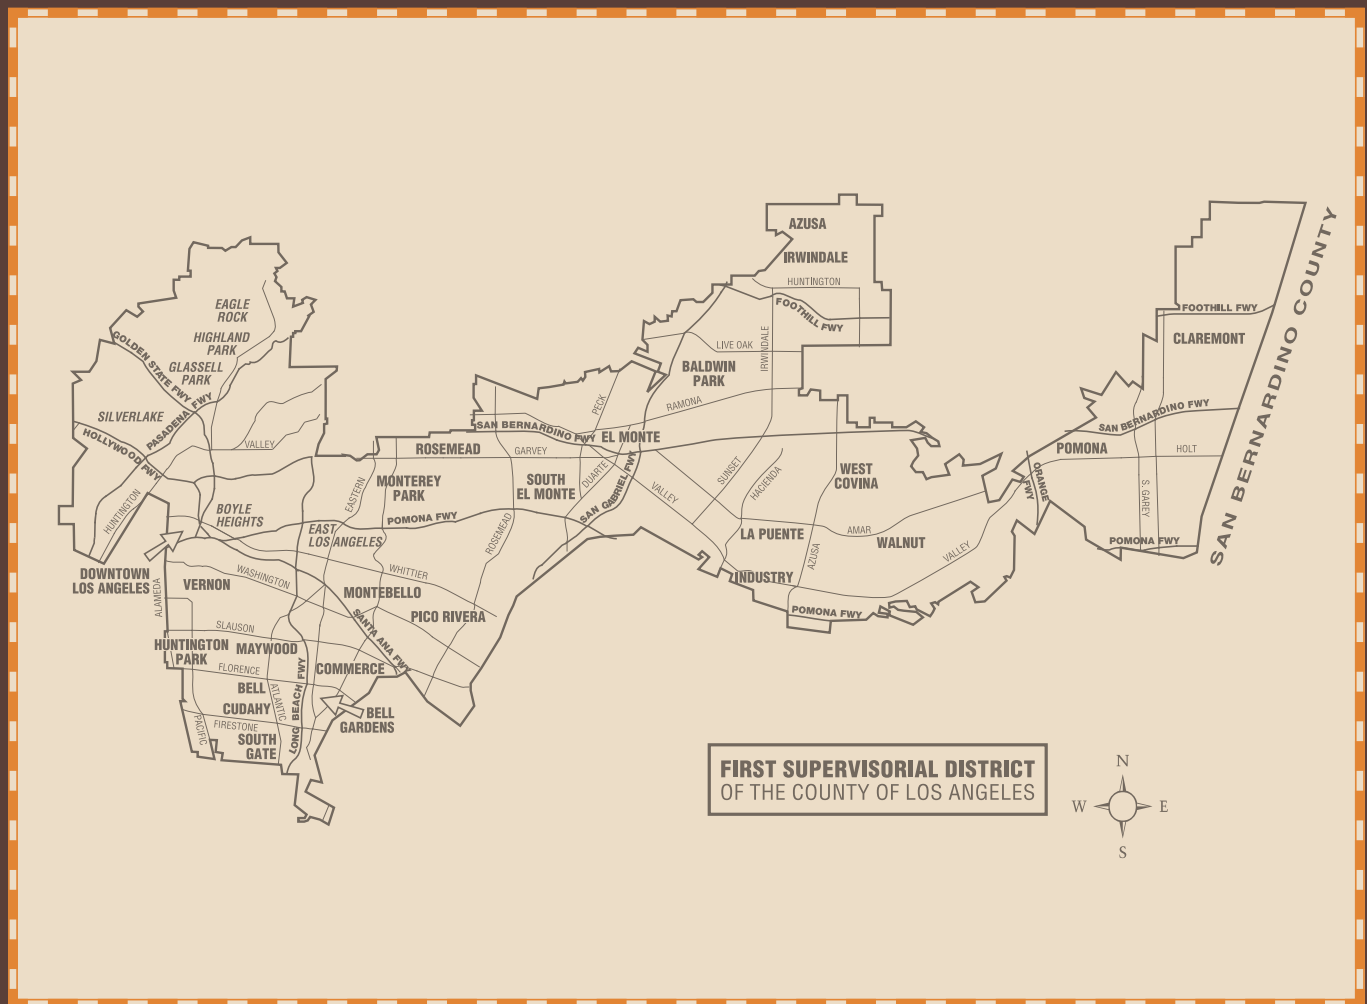 AZUSA
IRWINDALE
HUNTINGTON
FOOTHILL FWY
SAN BERNARDINO COUNTY
EAGLE
ROCK
HIGHLAND
PARK
GLASSELL
PARK
GOLDEN STATE FWY
PASADENA FWY
SILVERLAKE
HOLLYWOOD FWY
VALLEY
HUNTINGTON
FOOTHILL FWY
CLAREMONT
LIVE OAK
IRWINDALE
BALDWIN
PARK
PECK
RAMONA
SAN BERNARDINO FWY
EL MONTE
ROSEMEAD
GARVEY
SAN BERNARDINO FWY
POMONA
HOLT
ORANGE
FWY
S. GAREY
POMONA FWY
MONTEREY
PARK
EASTERN
SOUTH
EL MONTE
DUARTE
SAN GABRIEL FWY
VALLEY
SUNSET
HACIENDA
WEST
COVINA
BOYLE
HEIGHTS
EAST
LOS ANGELES
POMONA FWY
ROSEMEAD
LA PUENTE
AMAR
WALNUT
AZUSA
VALLEY
INDUSTRY
POMONA FWY
DOWNTOWN
LOS ANGELES
ALAMEDA
VERNON
WASHINGTON
WHITTIER
MONTEBELLO
PICO RIVERA
SANTA ANA FWY
SLAUSON
HUNTINGTON
PARK
MAYWOOD
COMMERCE
FLORENCE
BELL
ATLANTIC
LONG BEACH FWY
CUDAHY
FIRESTONE
PACIFIC
SOUTH
GATE
BELL
GARDENS
FIRST SUPERVISORIAL DISTRICT
OF THE COUNTY OF LOS ANGELES
N
W E
S